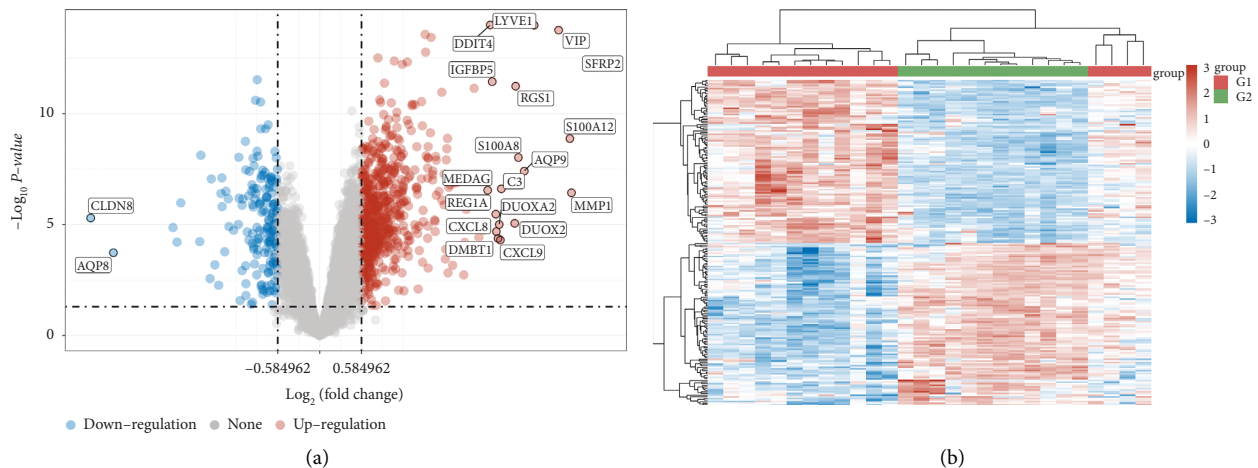 LYVE1
DDIT4
VIP
SFRP2
IGFBP5
RGS1
10
S100A12
S100A8
AQP9
MEDAG
C3
REG1A
DUOXA2
MMP1
CLDN8
5
CXCL8
DUOX2
DMBT1
CXCL9
AQP8
0
−Log10 P−value
−0.584962
0.584962
Log2 (fold change)
Down−regulation
None
Up−regulation
(a)
group
3
2
1
0
−1
−2
−3
group
G1
G2
(b)